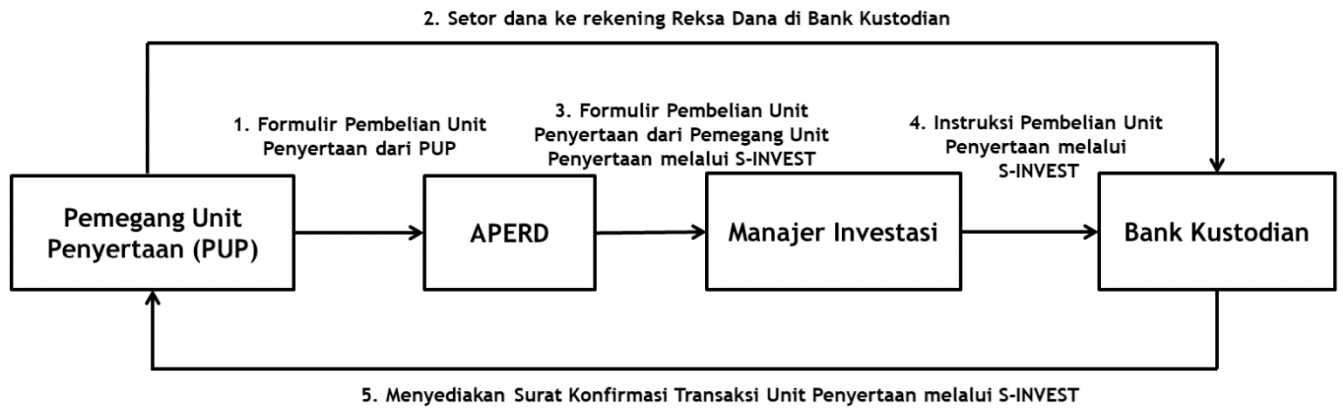 2. Setor dana ke rekening Reksa Dana di Bank Kustodian
1. Formulir Pembelian Unit
Penyertaan dari PUP
3. Formulir Pembelian Unit
Penyertaan dari Pemegang Unit
Penyertaan melalui S-INVEST
4. Instruksi Pembelian Unit
Penyertaan melalui
S-INVEST
Pemegang Unit
Penyertaan (PUP)
APERD
Manajer Investasi
Bank Kustodian
5. Menyediakan Surat Konfirmasi Transaksi Unit Penyertaan melalui S-INVEST